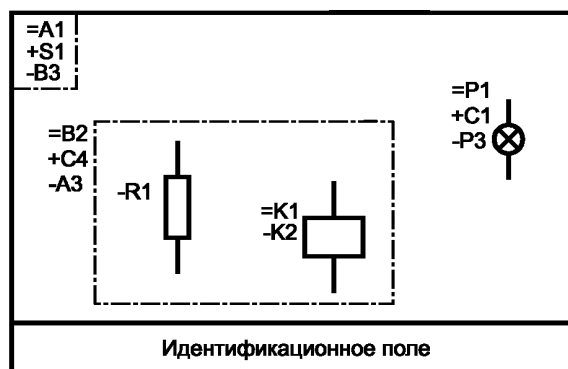 =A1
+S1
-B3
=P1
+C1
-P3
=B2
+C4
-A3
-R1
=K1
-K2
Идентификационное поле